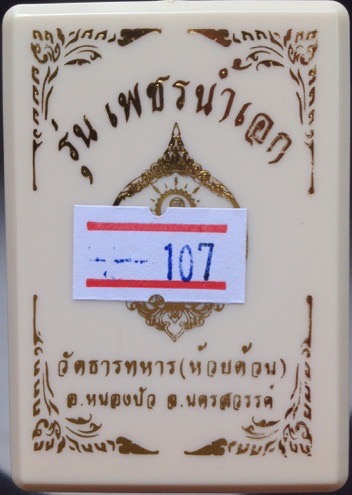 รุ่น เพชรน้ำเอก
107
วัดธารทหาร(ห้วยด้วน)
อ.หนองบัว จ.นครสวรรค์